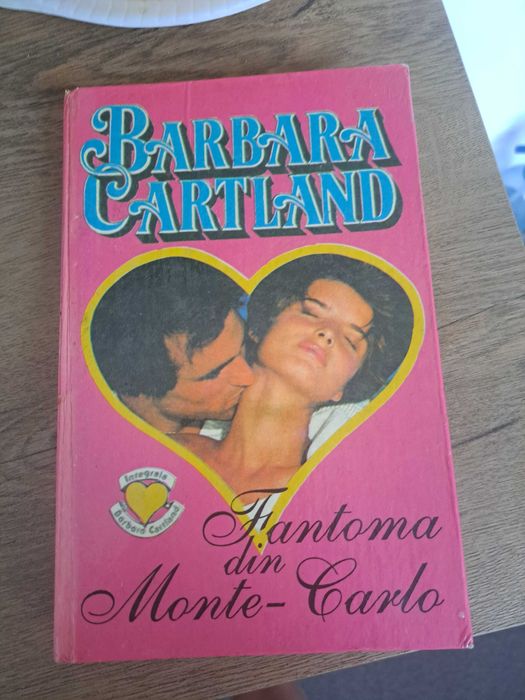 BARBARA
CARTLAND
Integrala
Barbara Cartland
Fantoma
din
Monte-Carlo